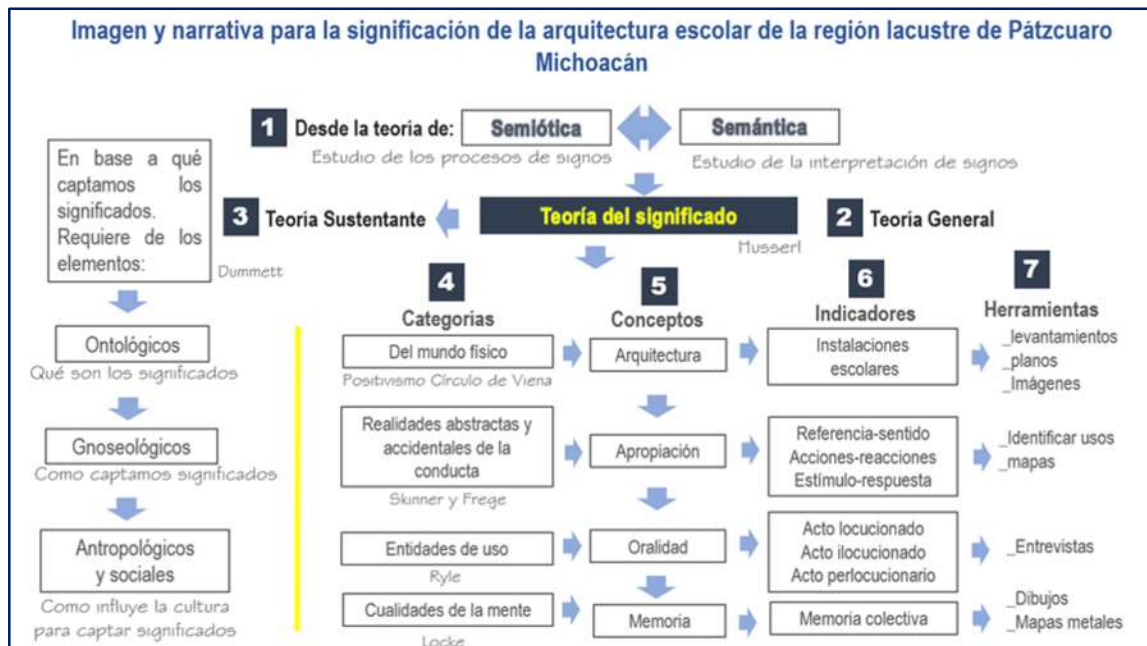 Imagen y narrativa para la significación de la arquitectura escolar de la región lacustre de Pátzcuaro
Michoacán
1 Desde la teoría de: Semiótica Semántica
Estudio de los procesos de signos Estudio de la interpretación de signos
En base a qué
captamos los
significados.
Requiere de los
elementos:
Dummett
3 Teoría Sustentante Teoría del significado 2 Teoría General
Husserl
Ontológicos
Qué son los significados
Gnoseológicos
Como captamos significados
Antropológicos
y sociales
Como influye la cultura
para captar significados
4 5 6 7
Categorias Conceptos Indicadores Herramientas
Del mundo físico
Positivismo Círculo de Viena
Arquitectura
Instalaciones
escolares
_levantamientos
_planos
_Imágenes
Realidades abstractas y
accidentales de la
conducta
Skinner y Frege
Apropiación
Referencia-sentido
Acciones-reacciones
Estímulo-respuesta
_Identificar usos
_mapas
Entidades de uso
Ryle
Oralidad
Acto locucionado
Acto ilocucionado
Acto perlocucionario
_Entrevistas
Cualidades de la mente
Locke
Memoria
Memoria colectiva
_Dibujos
_Mapas metales